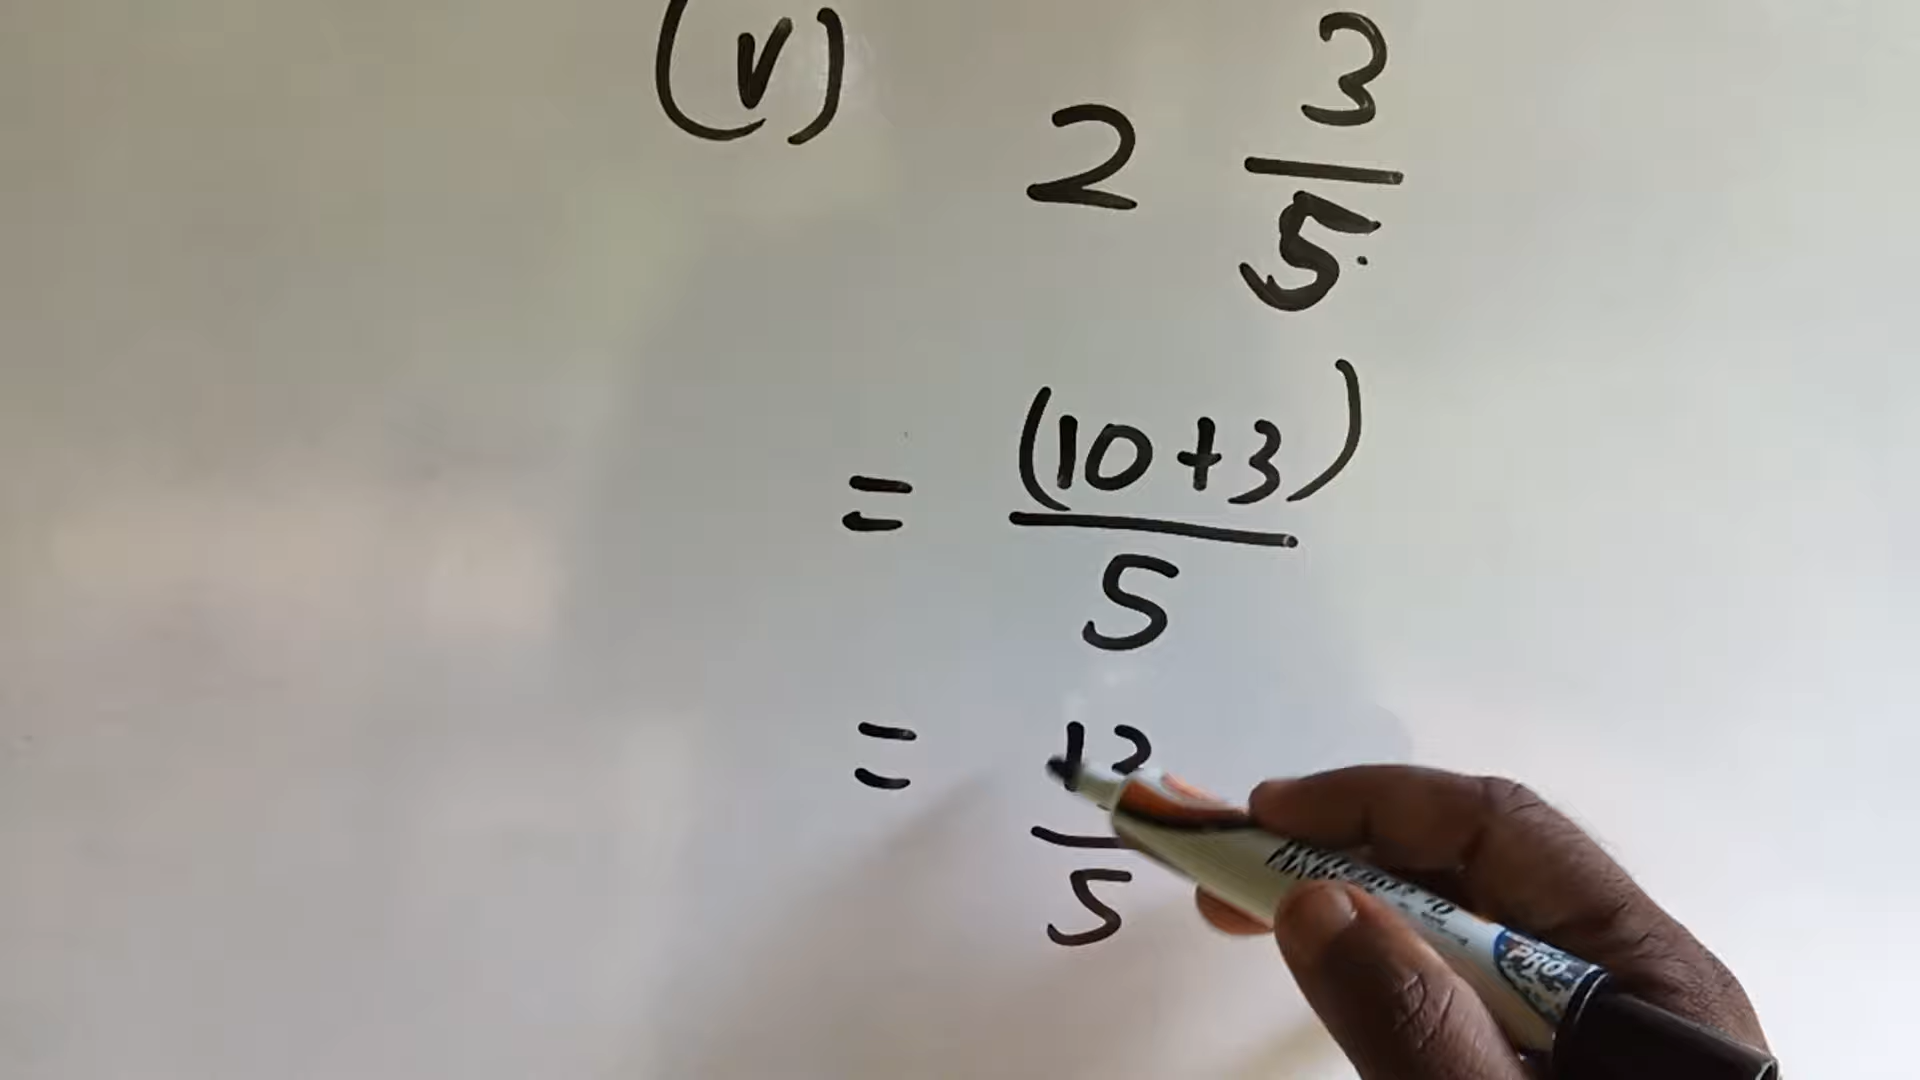 (v) 2 3/5
= (10+3)/5
= 13/5
PRO